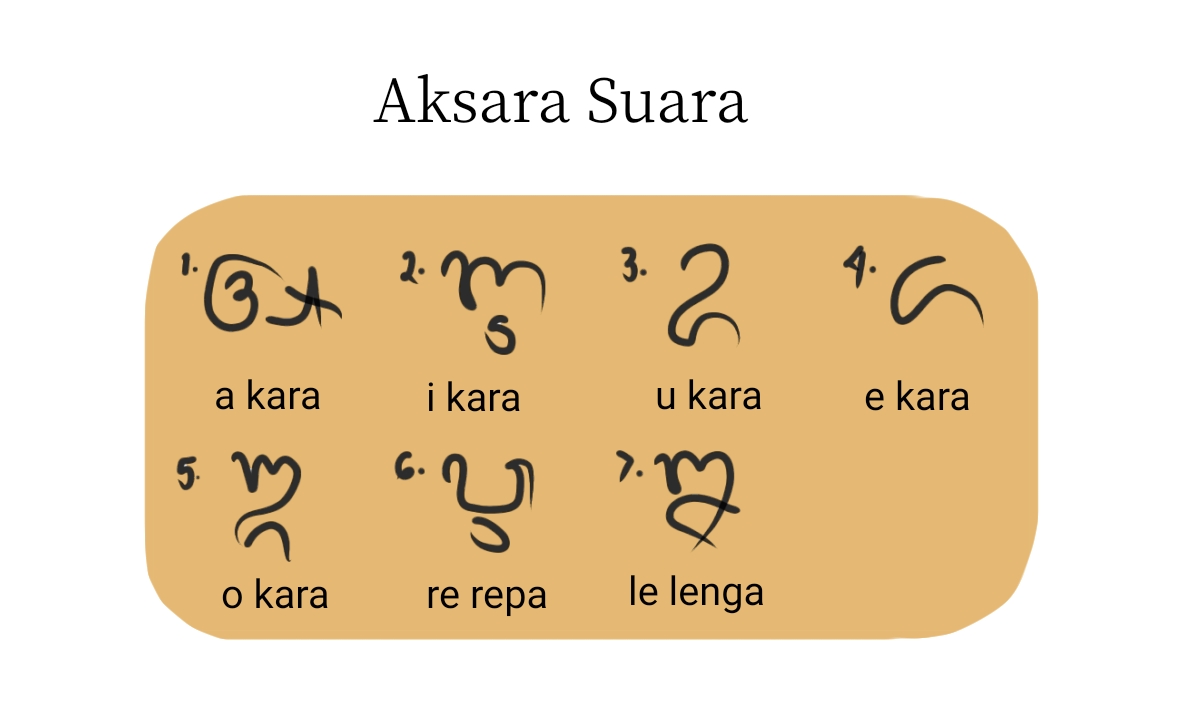 Aksara Suara
1. ᬅ 2. ᬇ 3. ᬉ 4. ᬏ
a kara i kara u kara e kara
5. ᬑ 6. ᬋ 7. ᬍ
o kara re repa le lenga